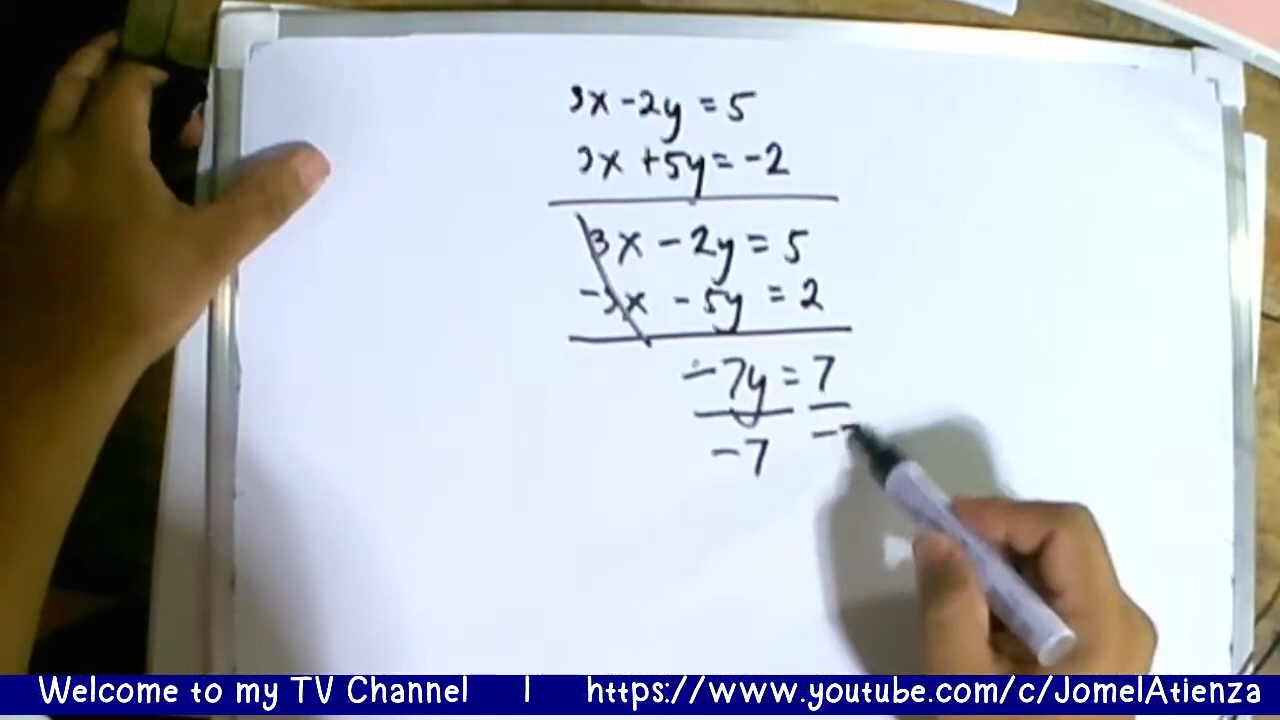 3x - 2y = 5
3x + 5y = -2
3x - 2y = 5
-3x - 5y = 2
-7y = 7
-7 -7
Welcome to my TV Channel | https://www.youtube.com/c/JomelAtienza